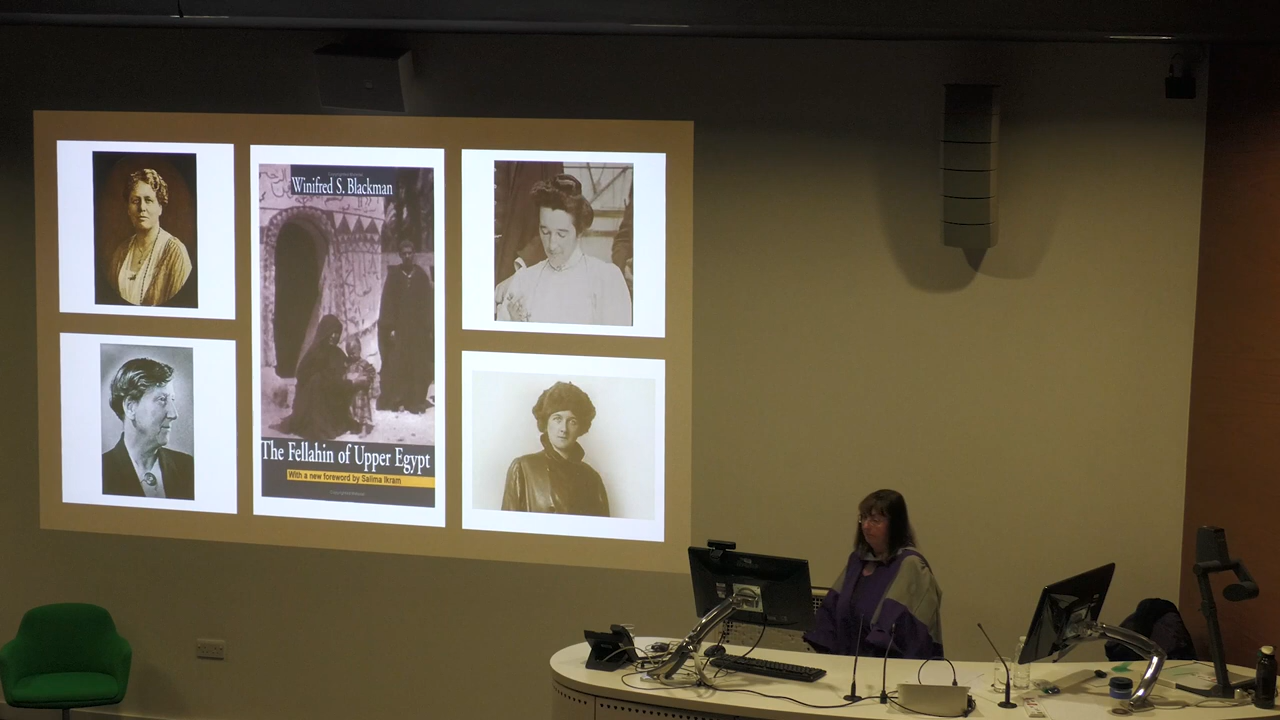 Winifred S. Blackman
The Fellahin of Upper Egypt
With a new foreword by Salima Ikram